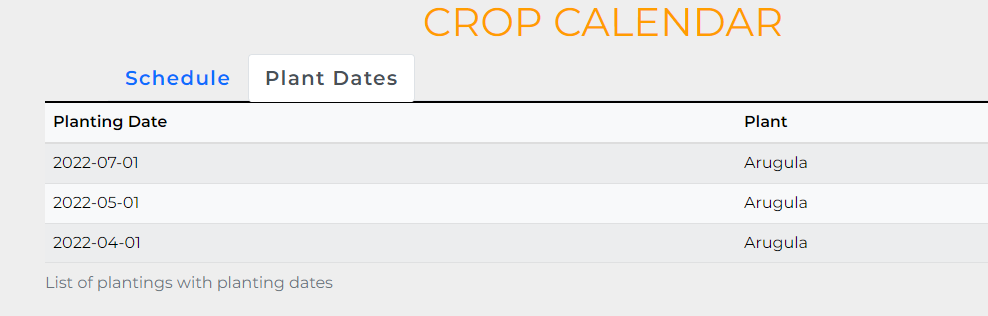 CROP CALENDAR
Schedule Plant Dates
Planting Date Plant
2022-07-01 Arugula
2022-05-01 Arugula
2022-04-01 Arugula
List of plantings with planting dates